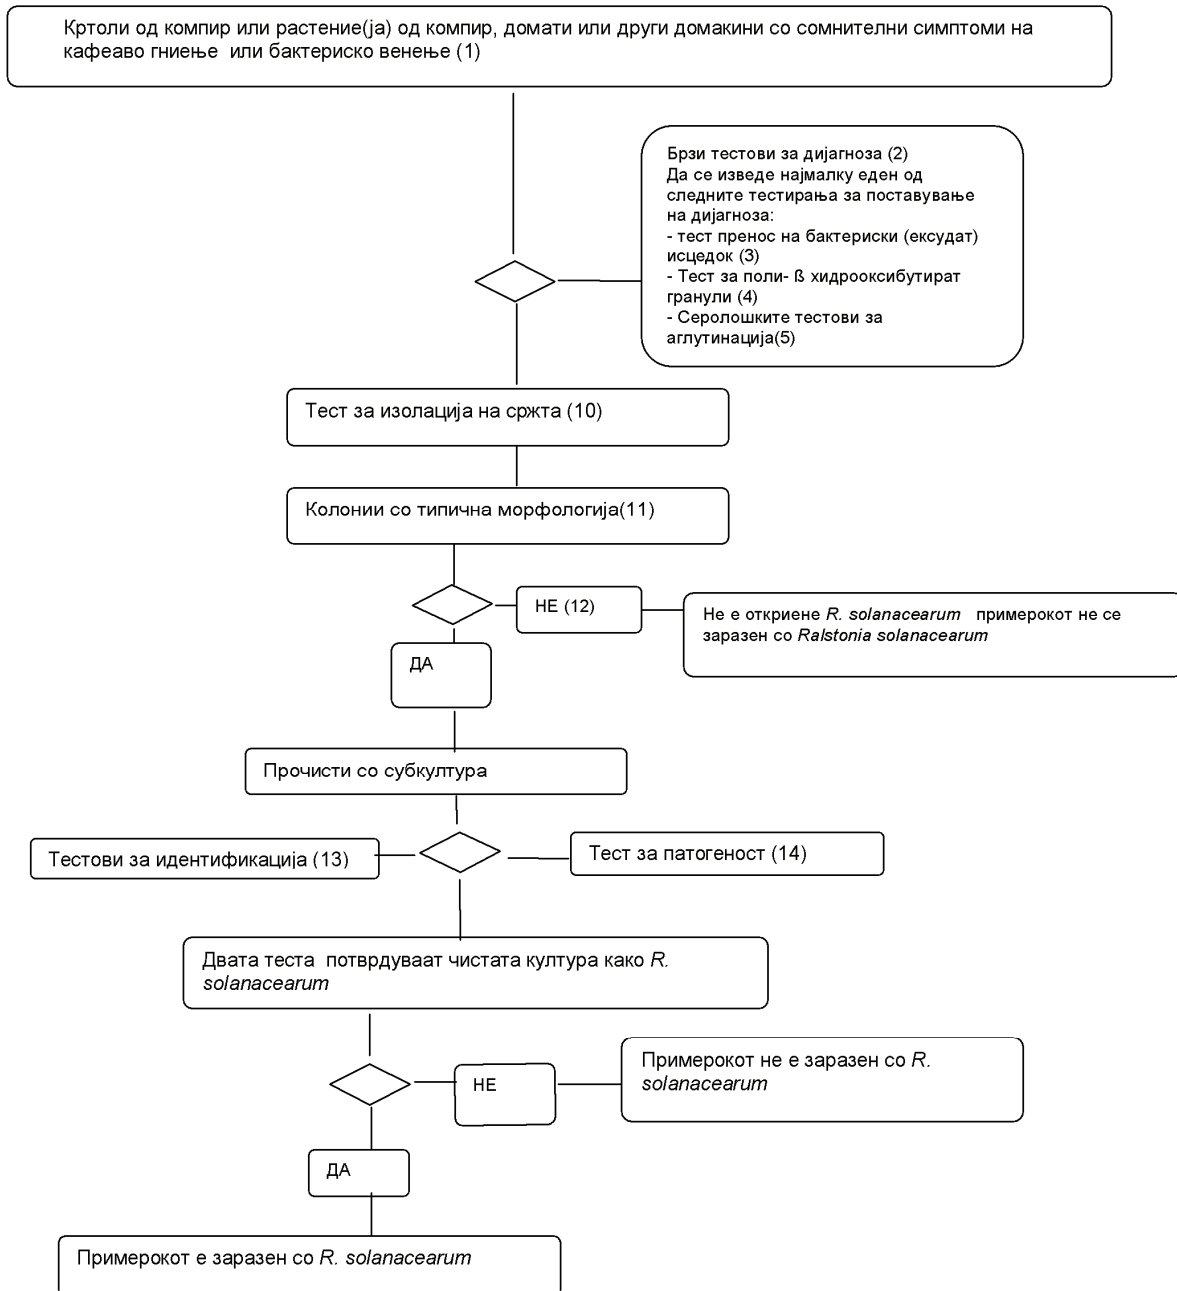 Кртоли од компир или растение(ја) од компир, домати или други домакини со сомнителни симптоми на
кафеаво гниење или бактериско венење (1)
Брзи тестови за дијагноза (2)
Да се изведе најмалку еден од
следните тестирања за поставување
на дијагноза:
- тест пренос на бактериски (ексудат)
исцедок (3)
- Тест за поли- ß хидрооксибутират
гранули (4)
- Серолошките тестови за
аглутинација(5)
Тест за изолација на сржта (10)
Колонии со типична морфологија(11)
НЕ (12)
Не е откриене R. solanacearum примерокот не се
заразен со Ralstonia solanacearum
ДА
Прочисти со субкултура
Тестови за идентификација (13)
Тест за патогеност (14)
Двата теста потврдуваат чистата култура како R.
solanacearum
НЕ
Примерокот не е заразен со R.
solanacearum
ДА
Примерокот е заразен со R. solanacearum